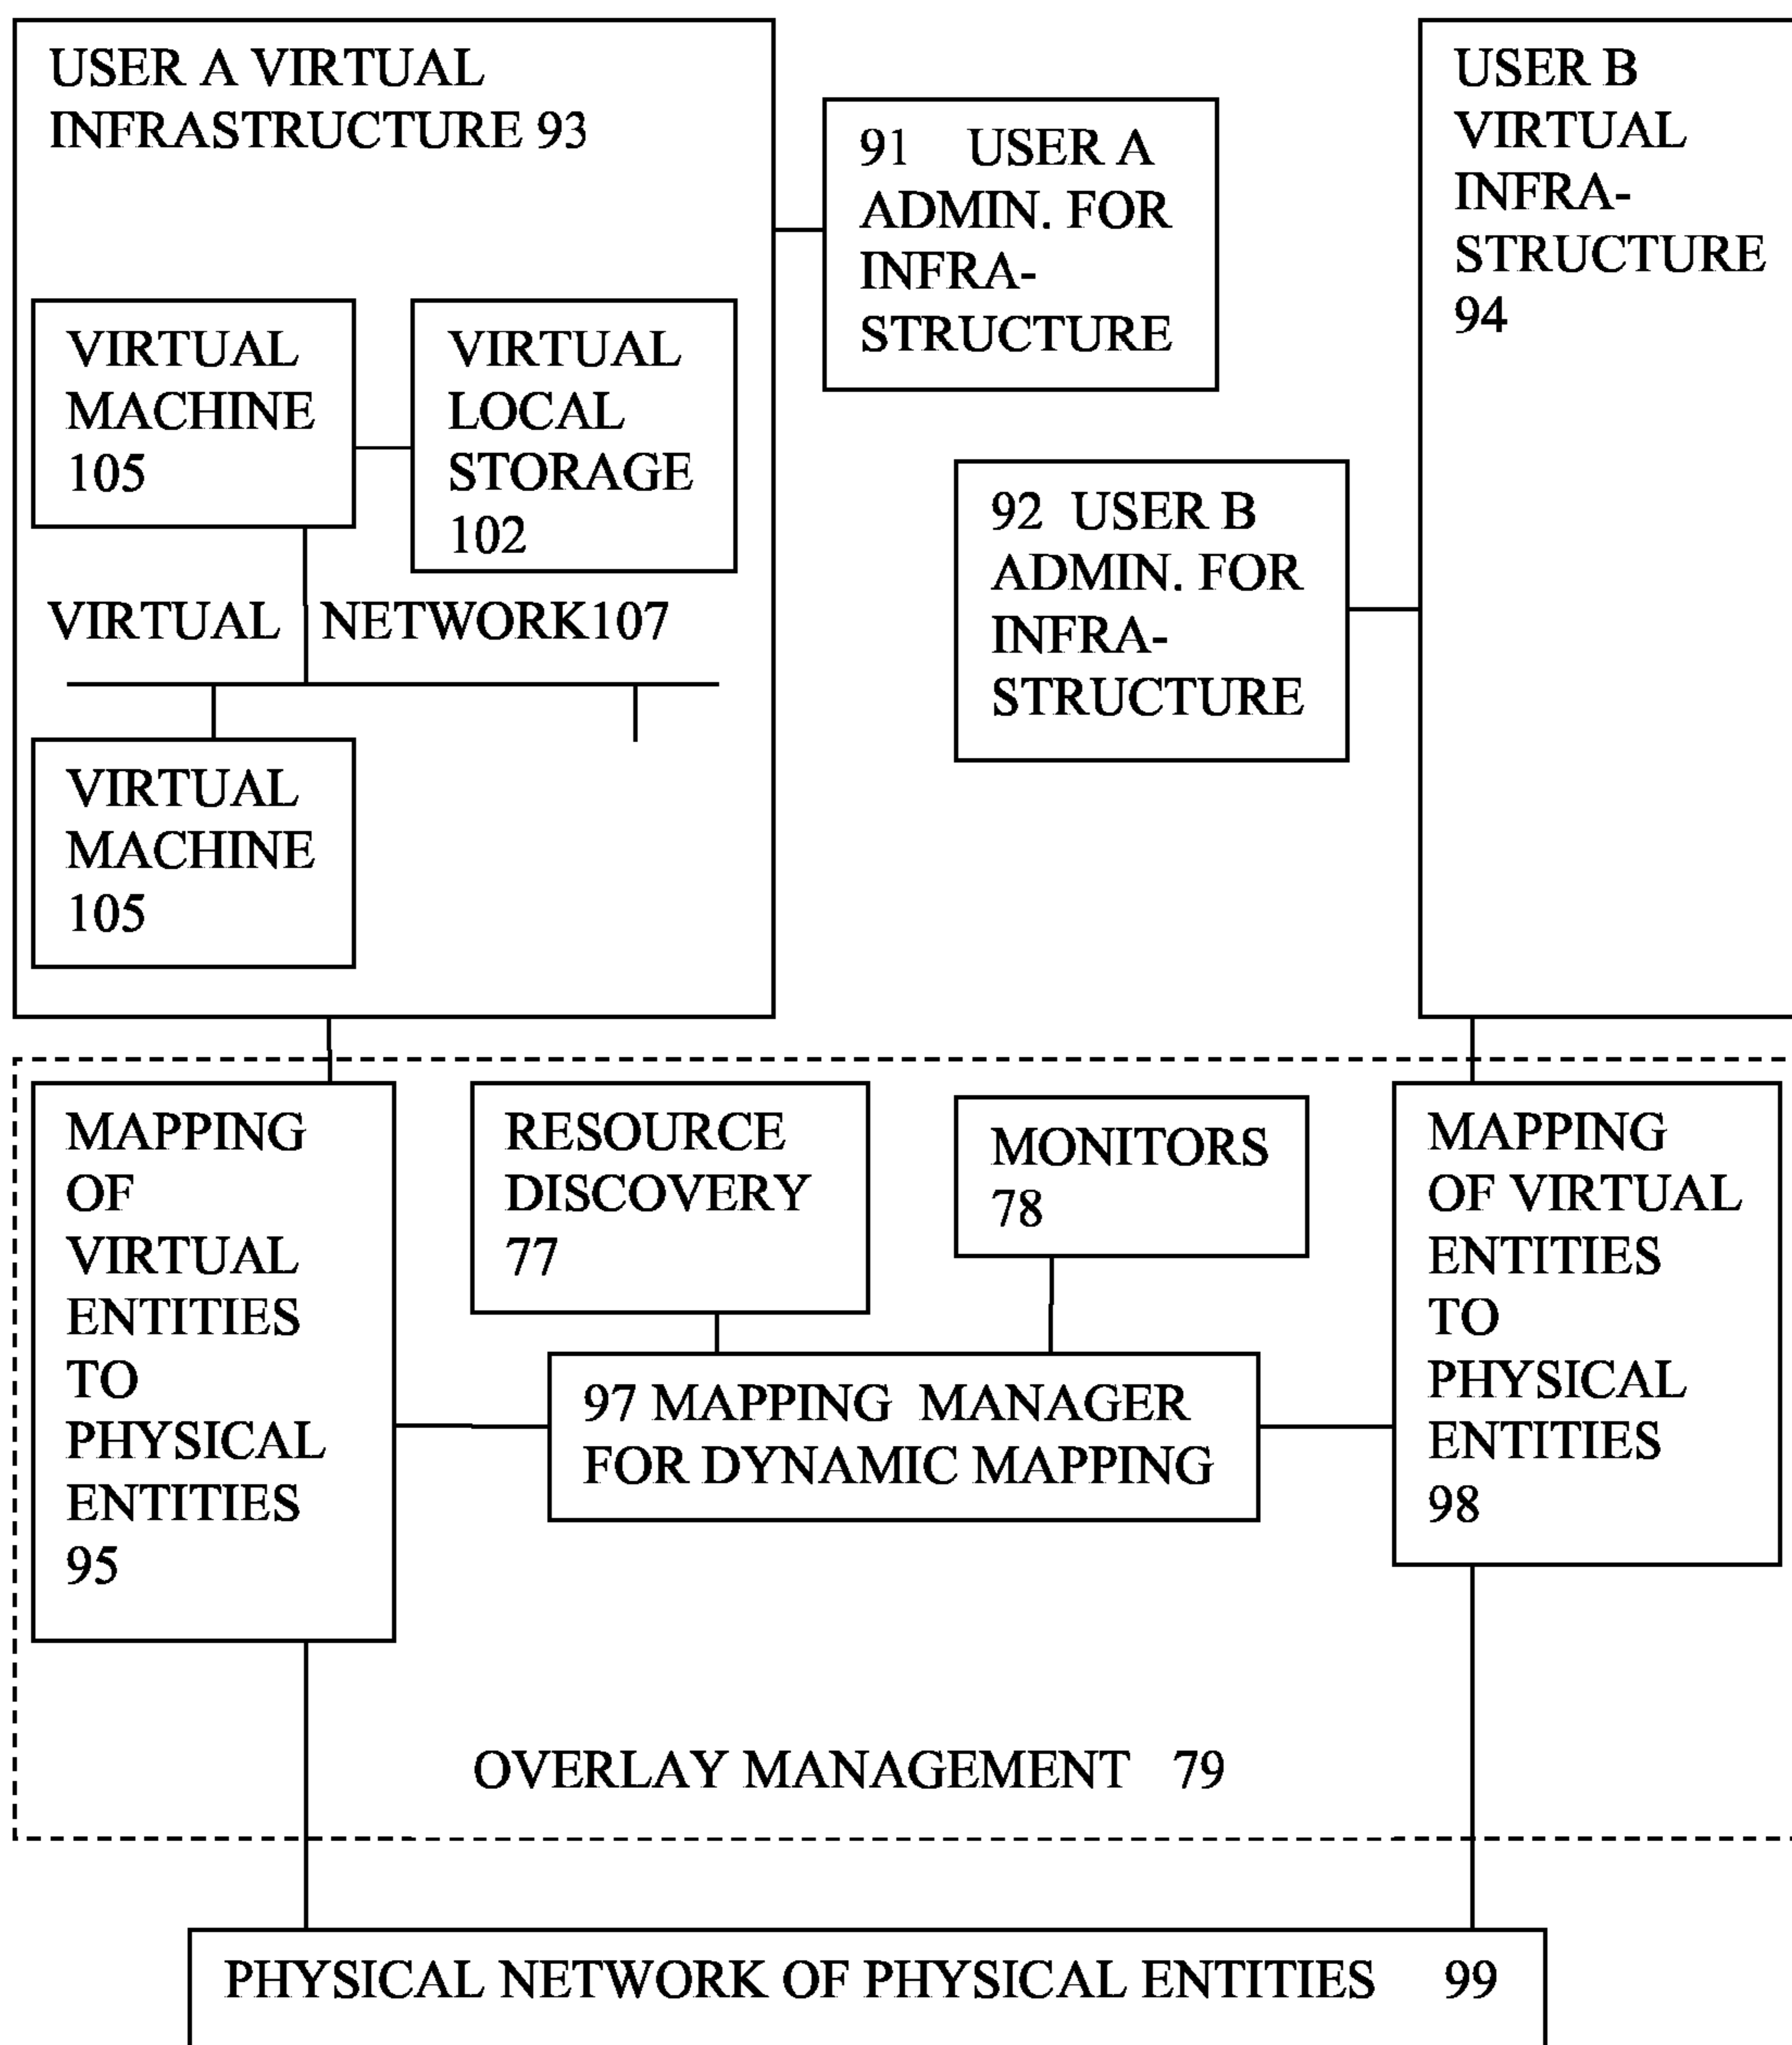 USER A VIRTUAL
INFRASTRUCTURE 93
VIRTUAL
MACHINE
105
VIRTUAL
LOCAL
STORAGE
102
VIRTUAL NETWORK107
VIRTUAL
MACHINE
105
91 USER A
ADMIN. FOR
INFRA-
STRUCTURE
92 USER B
ADMIN. FOR
INFRA-
STRUCTURE
USER B
VIRTUAL
INFRA-
STRUCTURE
94
MAPPING
OF
VIRTUAL
ENTITIES
TO
PHYSICAL
ENTITIES
95
RESOURCE
DISCOVERY
77
MONITORS
78
97 MAPPING MANAGER
FOR DYNAMIC MAPPING
MAPPING
OF VIRTUAL
ENTITIES
TO
PHYSICAL
ENTITIES
98
OVERLAY MANAGEMENT 79
PHYSICAL NETWORK OF PHYSICAL ENTITIES 99